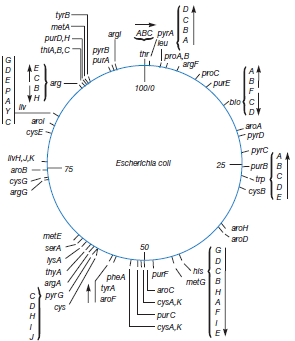 ABC
thr
100/0
pyrA
D
C
B
A
leu
proA,B
argF
proC
purE
bio
A
B
F
C
D
aroA
pyrD
pyrC
25
purB
trp
cysB
A
B
C
D
E
aroH
aroD
his
G
D
C
B
H
A
F
I
E
metG
purF
aroC
cysA,K
purC
cysA,K
50
pheA
tyrA
aroF
cys
pyrG
C
D
H
I
J
argA
thyA
lysA
serA
metE
argG
cysG
aroB
livH,J,K
75
cysE
aroI
ilv
G
D
E
P
A
Y
C
arg
E
C
B
H
thiA,B,C
purD,H
metA
tyrB
purA
pyrB
argI
Escherichia coli